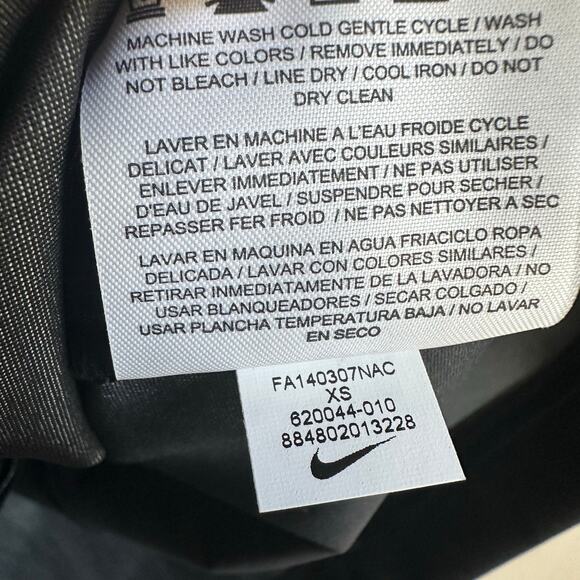 MACHINE WASH COLD GENTLE CYCLE / WASH
WITH LIKE COLORS / REMOVE IMMEDIATELY / DO
NOT BLEACH / LINE DRY / COOL IRON / DO NOT
DRY CLEAN
LAVER EN MACHINE A L'EAU FROIDE CYCLE
DELICAT / LAVER AVEC COULEURS SIMILAIRES /
ENLEVER IMMEDIATEMENT / NE PAS UTILISER
D'EAU DE JAVEL / SUSPENDRE POUR SECHER /
REPASSER FER FROID / NE PAS NETTOYER A SEC
LAVAR EN MAQUINA EN AGUA FRIACICLO ROPA
DELICADA / LAVAR CON COLORES SIMILARES /
RETIRAR INMEDIATAMENTE DE LA LAVADORA / NO
USAR BLANQUEADORES / SECAR COLGADO /
USAR PLANCHA TEMPERATURA BAJA / NO LAVAR
EN SECO
FA140307NAC
XS
620044-010
884802013228